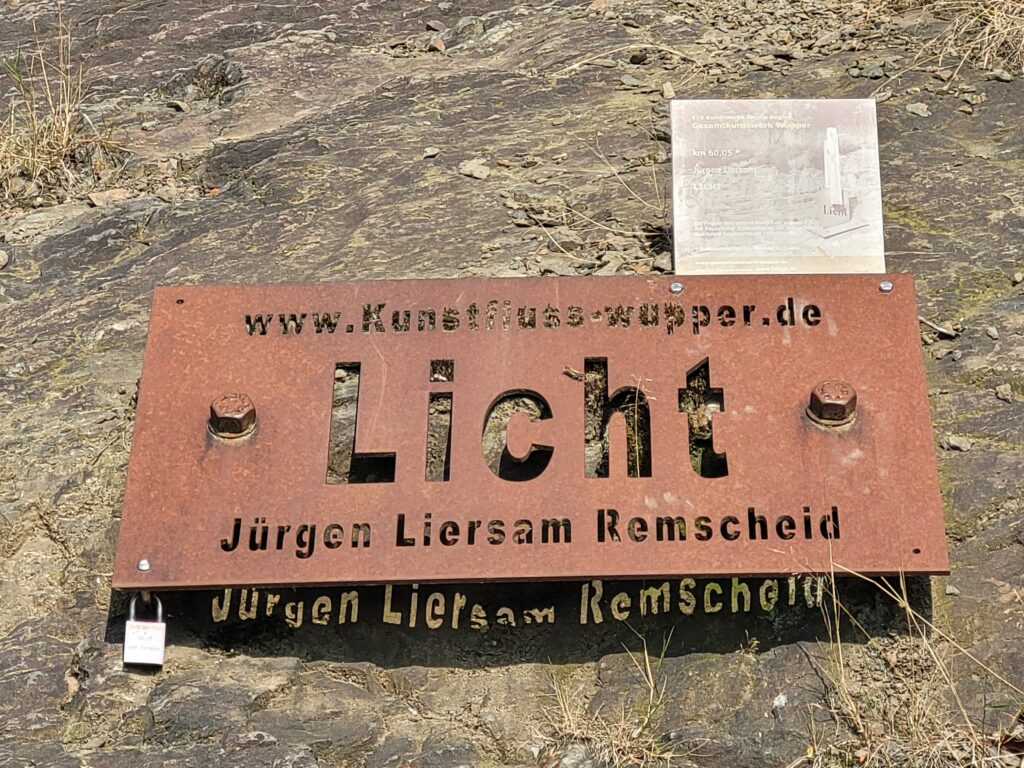 Gesamtkunstwerk Wupper
km 60,05 *
Jürgen Liersam
LICHT
Licht
www.Kunstfluss-wupper.de
Licht
Jürgen Liersam Remscheid
Jürgen Liersam Remscheid